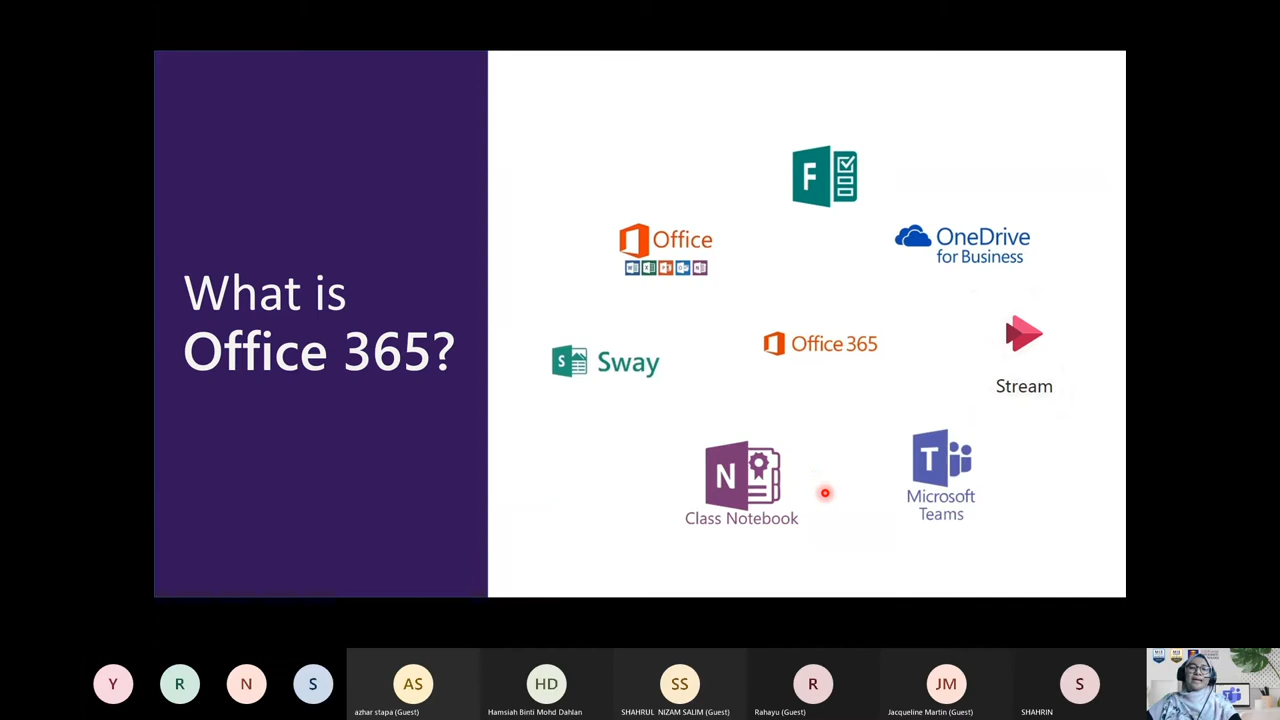 What is
Office 365?
F
Office
OneDrive
for Business
Sway
Office 365
Stream
N
Class Notebook
T
Microsoft
Teams
Y
R
N
S
AS
azhar stapa (Guest)
HD
Hamsiah Binti Mohd Dahlan
SS
SHAHRUL NIZAM SALIM (Guest)
R
Rahayu (Guest)
JM
Jacqueline Martin (Guest)
S
SHAHRIN